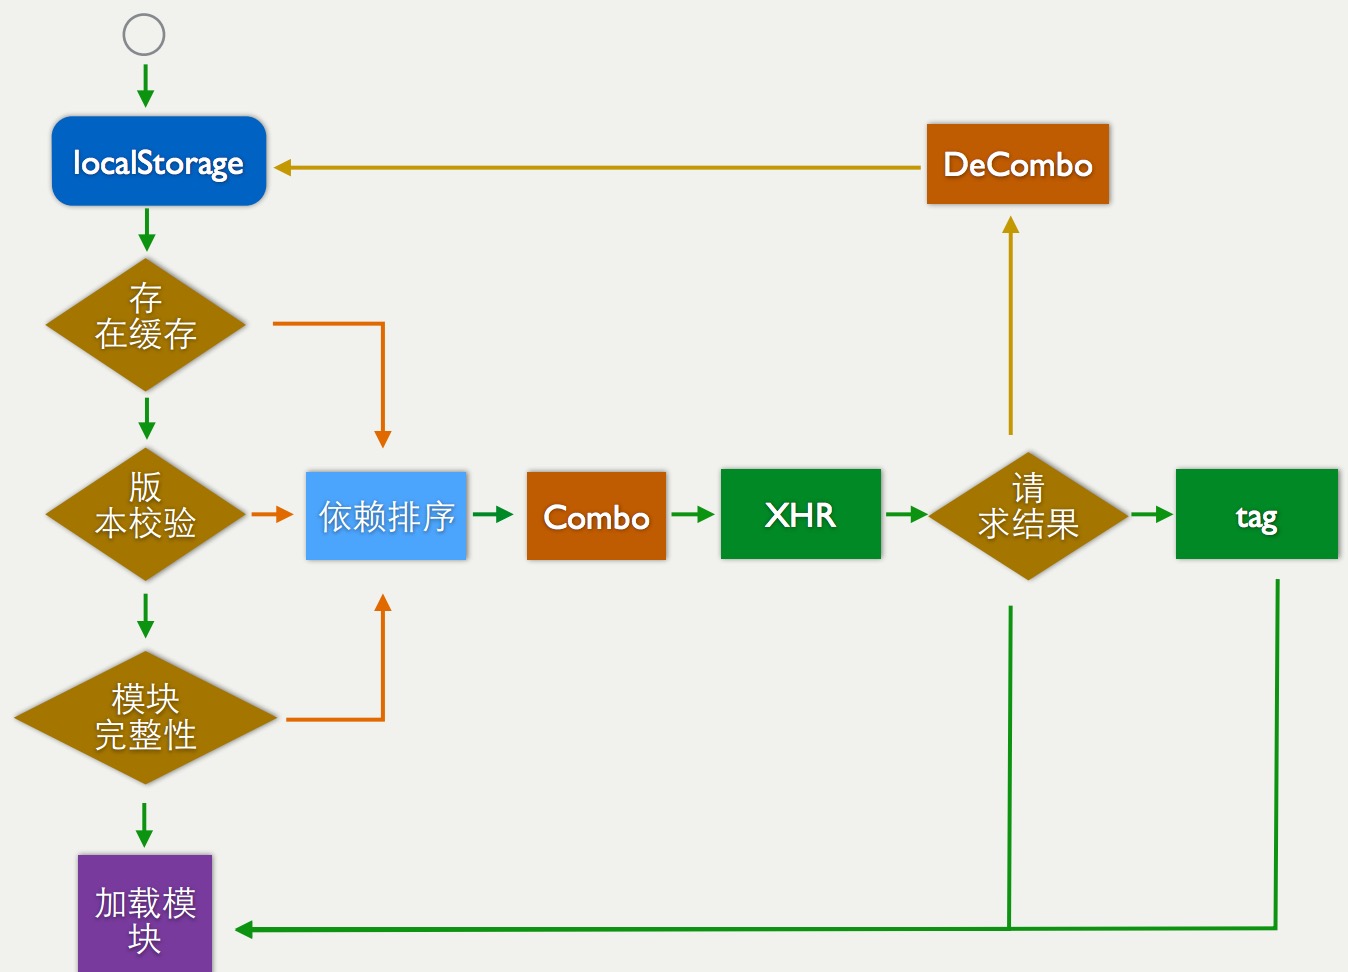 localStorage
DeCombo
存
在缓存
版
本校验
依赖排序
Combo
XHR
请
求结果
tag
模块
完整性
加载模
块